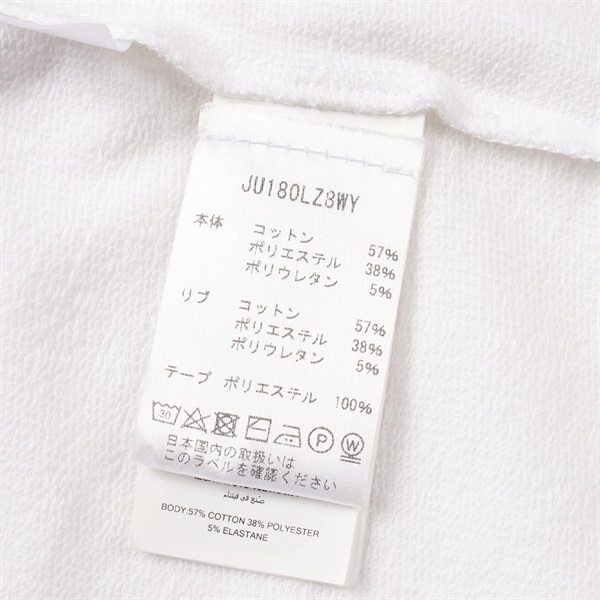 JU180LZ8WY
本体 コットン 57%
ポリエステル 38%
ポリウレタン 5%
リブ コットン 57%
ポリエステル 38%
ポリウレタン 5%
テープ ポリエステル 100%
30 P W
日本国内の取扱いは
このラベルを確認ください
صنع في فيتنام
BODY:57% COTTON 38% POLYESTER
5% ELASTANE